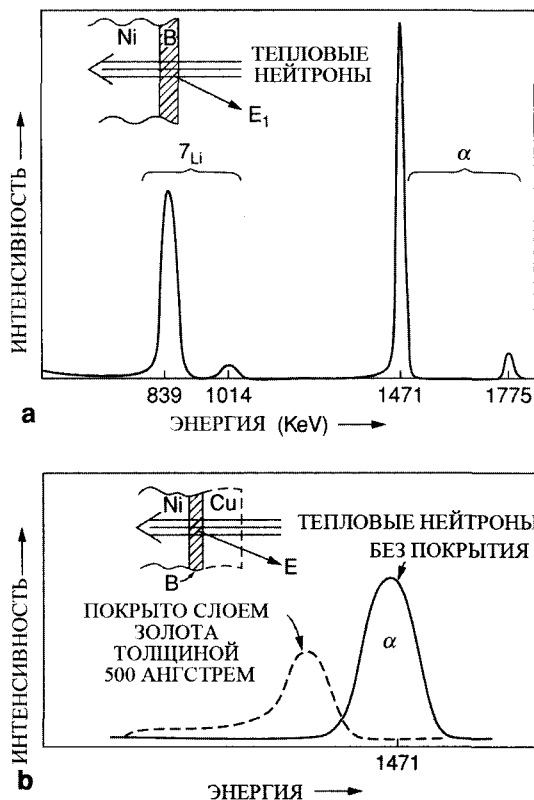 Ni B
ТЕПЛОВЫЕ
НЕЙТРОНЫ
E1
7Li
α
ИНТЕНСИВНОСТЬ
839 1014 1471 1775
a
ЭНЕРГИЯ (KeV)
Ni Cu
ТЕПЛОВЫЕ НЕЙТРОНЫ
БЕЗ ПОКРЫТИЯ
E
B
ПОКРЫТО СЛОЕМ
ЗОЛОТА
ТОЛЩИНОЙ
500 АНГСТРЕМ
α
ИНТЕНСИВНОСТЬ
1471
b
ЭНЕРГИЯ